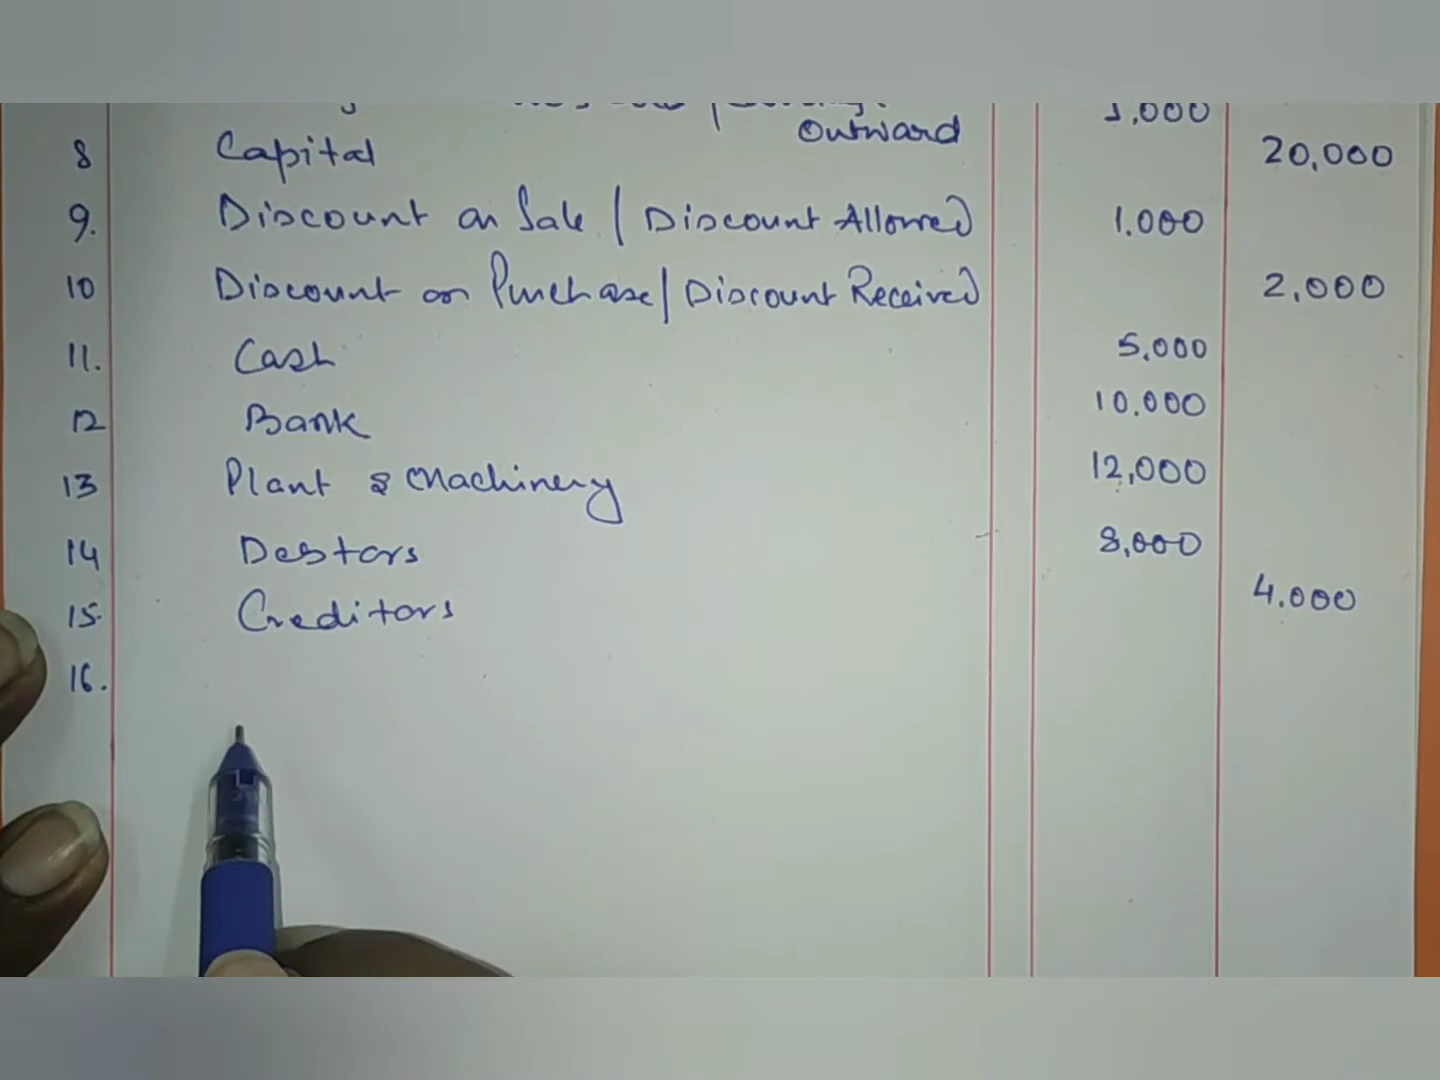 1,000
Outward
8 Capital 20,000
9. Discount on Sale / Discount Allowed 1.000
10 Discount on Purchase / Discount Received 2,000
11. Cash 5,000
12 Bank 10.000
13 Plant & Machinery 12,000
14 Debtors 8,000
15. Creditors 4.000
16.